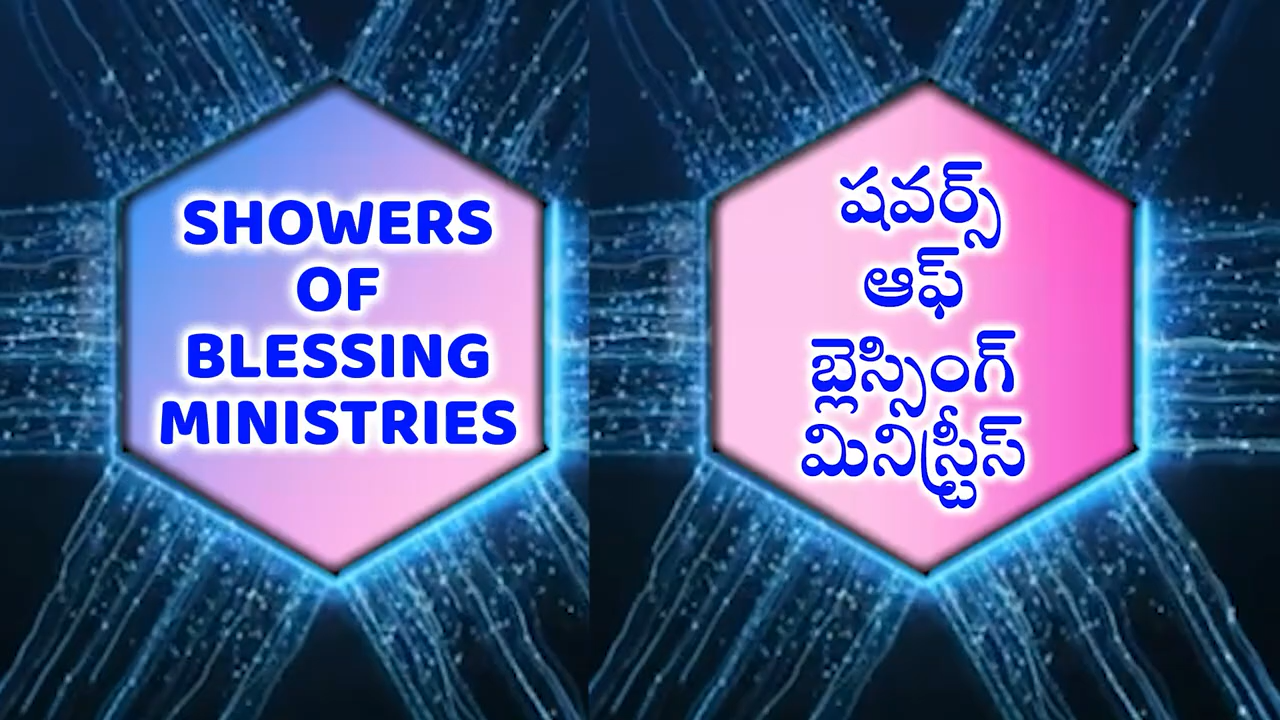 SHOWERS
OF
BLESSING
MINISTRIES
షవర్స్
ఆఫ్
బ్లెస్సింగ్
మినిస్ట్రీస్